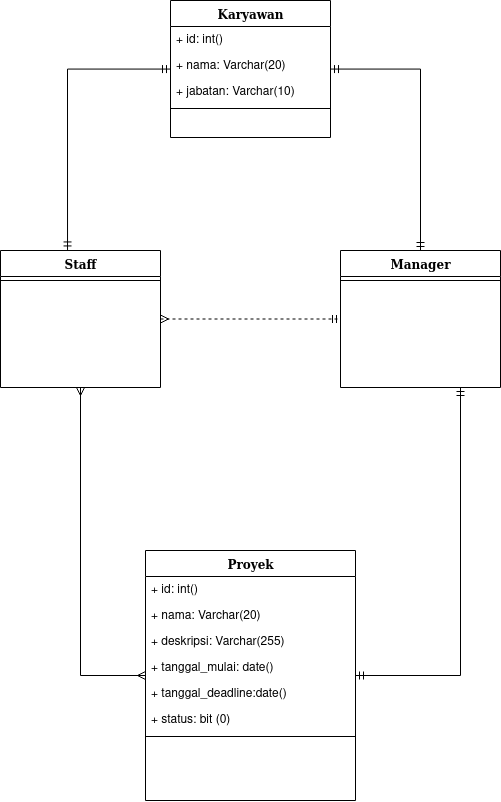 Karyawan
+ id: int()
+ nama: Varchar(20)
+ jabatan: Varchar(10)
Staff
Manager
Proyek
+ id: int()
+ nama: Varchar(20)
+ deskripsi: Varchar(255)
+ tanggal_mulai: date()
+ tanggal_deadline:date()
+ status: bit (0)